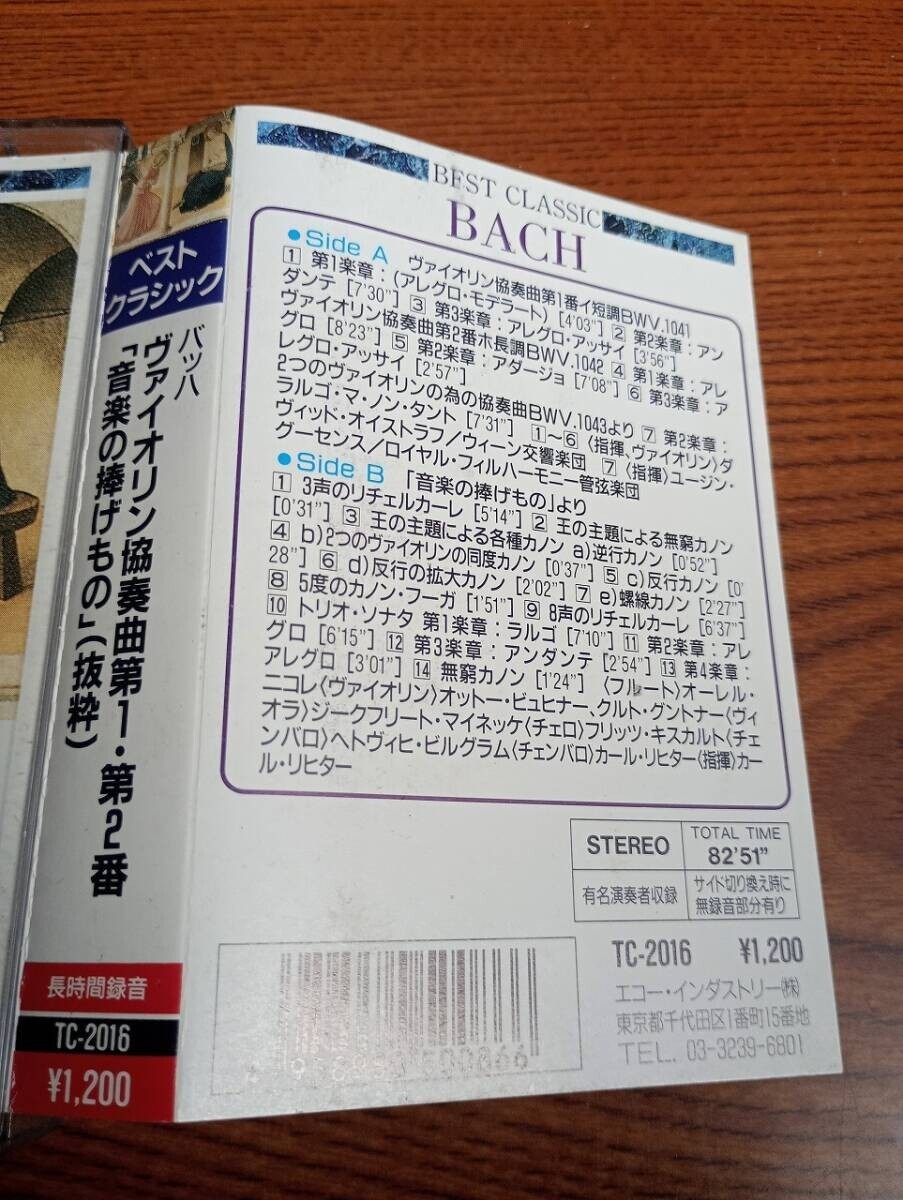 ベスト
クラシック
バッハ
ヴァイオリン協奏曲第1・第2番
「音楽の捧げもの」(抜粋)
長時間録音
TC-2016
¥1,200
BEST CLASSIC
BACH
●Side A ヴァイオリン協奏曲第1番イ短調BWV.1041
1 第1楽章:(アレグロ・モデラート) [4'03"] 2 第2楽章:アン
ダンテ [7'30"] 3 第3楽章:アレグロ・アッサイ [3'56"]
ヴァイオリン協奏曲第2番ホ長調BWV.1042 4 第1楽章:アレ
グロ [8'23"] 5 第2楽章:アダージョ [7'08"] 6 第3楽章:ア
レグロ・アッサイ [2'57"]
2つのヴァイオリンの為の協奏曲BWV.1043より 7 第2楽章:
ラルゴ・マ・ノン・タント [7'31"] 1~6〈指揮、ヴァイオリン〉ダ
ヴィッド・オイストラフ/ウィーン交響楽団 7〈指揮〉ユージン・
グーセンス/ロイヤル・フィルハーモニー管弦楽団
●Side B 「音楽の捧げもの」より
1 3声のリチェルカーレ [5'14"] 2 王の主題による無窮カノン
[0'31"] 3 王の主題による各種カノン a)逆行カノン [0'52"]
4 b)2つのヴァイオリンの同度カノン [0'37"] 5 c)反行カノン [0'
28"] 6 d)反行の拡大カノン [2'02"] 7 e)螺線カノン [2'27"]
8 5度のカノン・フーガ [1'51"] 9 8声のリチェルカーレ [6'37"]
10 トリオ・ソナタ 第1楽章:ラルゴ [7'10"] 11 第2楽章:アレ
グロ [6'15"] 12 第3楽章:アンダンテ [2'54"] 13 第4楽章:
アレグロ [3'01"] 14 無窮カノン [1'24"] 〈フルート〉オーレル・
ニコレ〈ヴァイオリン〉オットー・ビュヒナー、クルト・グントナー〈ヴィ
オラ〉ジークフリート・マイネッケ〈チェロ〉フリッツ・キスカルト〈チェ
ンバロ〉ヘトヴィヒ・ビルグラム〈チェンバロ〉カール・リヒター〈指揮〉カー
ル・リヒター
STEREO
TOTAL TIME
82'51"
有名演奏者収録
サイド切り換え時に
無録音部分有り
TC-2016 ¥1,200
エコー・インダストリー(株)
東京都千代田区1番町15番地
TEL. 03-3239-6801